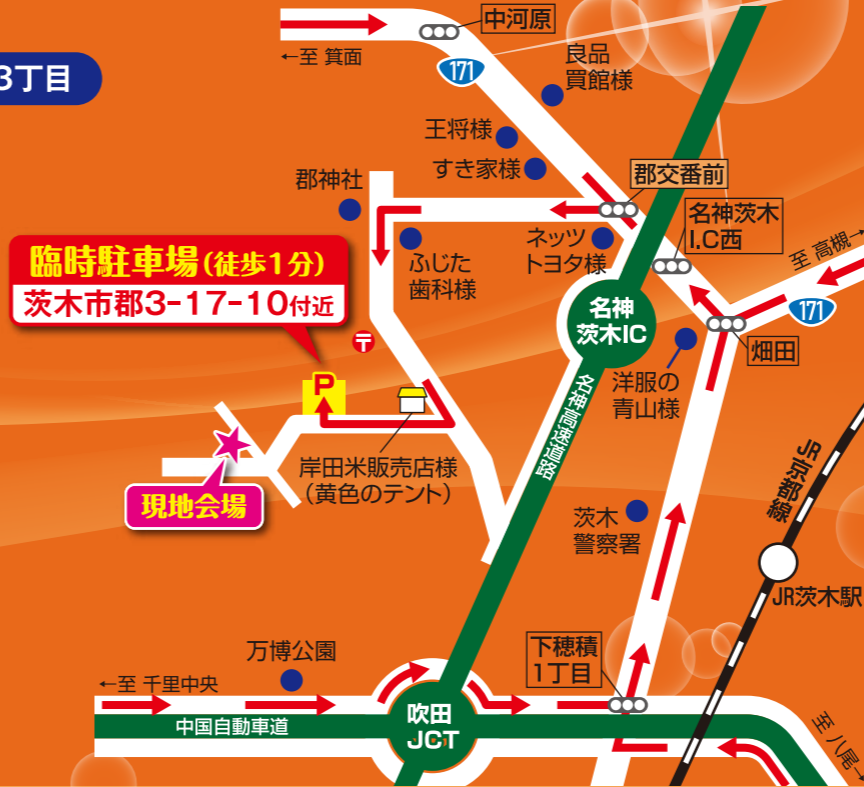 中河原
←至 箕面
171
3丁目
良品
買館様
王将様
すき家様
郡神社
郡交番前
名神茨木
I.C西
ネッツ
トヨタ様
至 高槻→
ふじた
歯科様
臨時駐車場(徒歩1分)
茨木市郡3-17-10付近
171
名神
茨木IC
〒
畑田
洋服の
青山様
P
名神高速道路
岸田米販売店様
(黄色のテント)
現地会場
JR京都線
茨木
警察署
JR茨木駅
下穂積
1丁目
万博公園
←至 千里中央
中国自動車道
吹田
JCT
至 八尾→